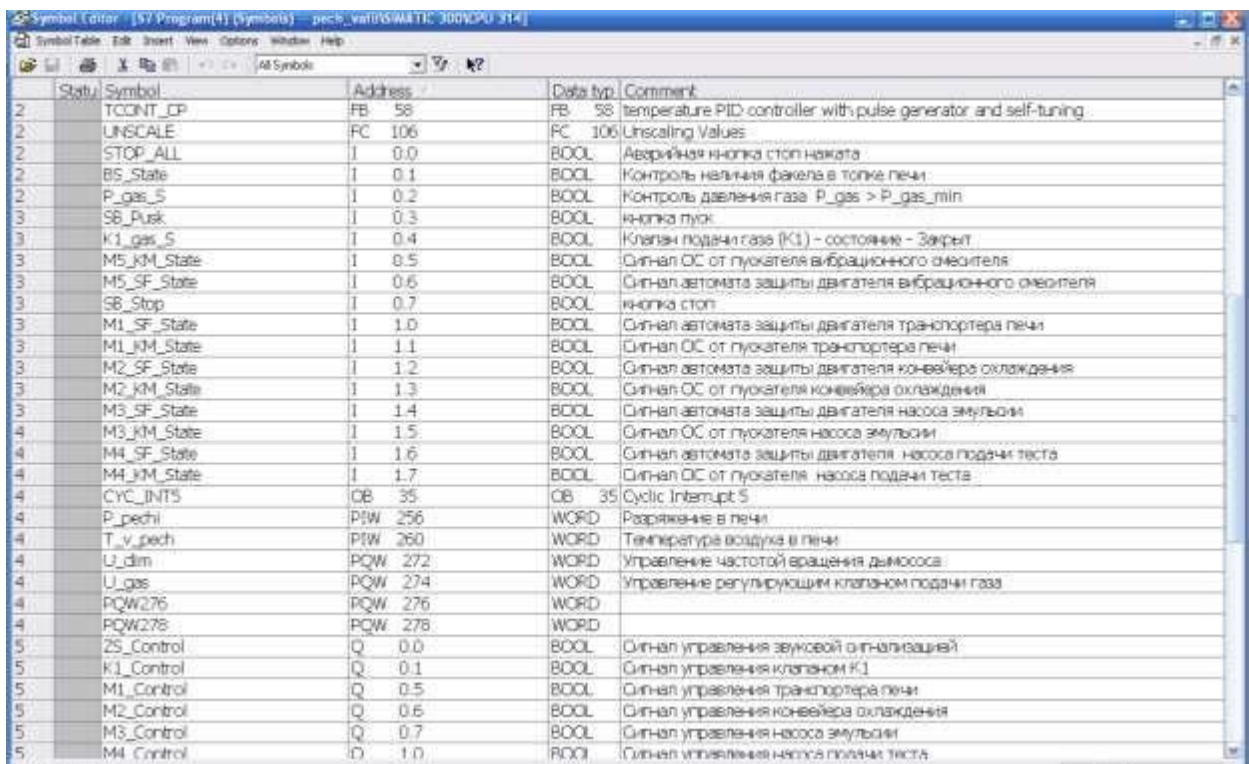 Symbol Editor - [S7 Program(4) (Symbols) -- pech_vafli\SIMATIC 300\CPU 314]
Symbol Table Edit Insert View Options Window Help
All Symbols
Statu Symbol Address Data typ Comment
2 TCONT_CP FB 58 FB 58 temperature PID controller with pulse generator and self-tuning
2 UNSCALE FC 106 FC 106 Unscaling Values
2 STOP_ALL I 0.0 BOOL Аварийная кнопка стоп нажата
2 BS_State I 0.1 BOOL Контроль наличия факела в топке печи
2 P_gas_S I 0.2 BOOL Контроль давления газа P_gas > P_gas_min
3 SB_Pusk I 0.3 BOOL кнопка пуск
3 K1_gas_S I 0.4 BOOL Клапан подачи газа (К1) - состояние - Закрыт
3 M5_KM_State I 0.5 BOOL Сигнал ОС от пускателя вибрационного смесителя
3 M5_SF_State I 0.6 BOOL Сигнал автомата защиты двигателя вибрационного смесителя
3 SB_Stop I 0.7 BOOL кнопка стоп
3 M1_SF_State I 1.0 BOOL Сигнал автомата защиты двигателя транспортера печи
3 M1_KM_State I 1.1 BOOL Сигнал ОС от пускателя транспортера печи
3 M2_SF_State I 1.2 BOOL Сигнал автомата защиты двигателя конвейера охлаждения
3 M2_KM_State I 1.3 BOOL Сигнал ОС от пускателя конвейера охлаждения
3 M3_SF_State I 1.4 BOOL Сигнал автомата защиты двигателя насоса эмульсии
4 M3_KM_State I 1.5 BOOL Сигнал ОС от пускателя насоса эмульсии
4 M4_SF_State I 1.6 BOOL Сигнал автомата защиты двигателя насоса подачи теста
4 M4_KM_State I 1.7 BOOL Сигнал ОС от пускателя насоса подачи теста
4 CYC_INT5 OB 35 OB 35 Cyclic Interrupt 5
4 P_pechi PIW 256 WORD Разряжение в печи
4 T_v_pech PIW 260 WORD Температура воздуха в печи
4 U_dim PQW 272 WORD Управление частотой вращения дымососа
4 U_gas PQW 274 WORD Управление регулирующим клапаном подачи газа
4 PQW276 PQW 276 WORD
4 PQW278 PQW 278 WORD
5 ZS_Control Q 0.0 BOOL Сигнал управления звуковой сигнализацией
5 K1_Control Q 0.1 BOOL Сигнал управления клапаном К1
5 M1_Control Q 0.5 BOOL Сигнал управления транспортера печи
5 M2_Control Q 0.6 BOOL Сигнал управления конвейера охлаждения
5 M3_Control Q 0.7 BOOL Сигнал управления насоса эмульсии
5 M4_Control Q 1.0 BOOL Сигнал управления насоса подачи теста